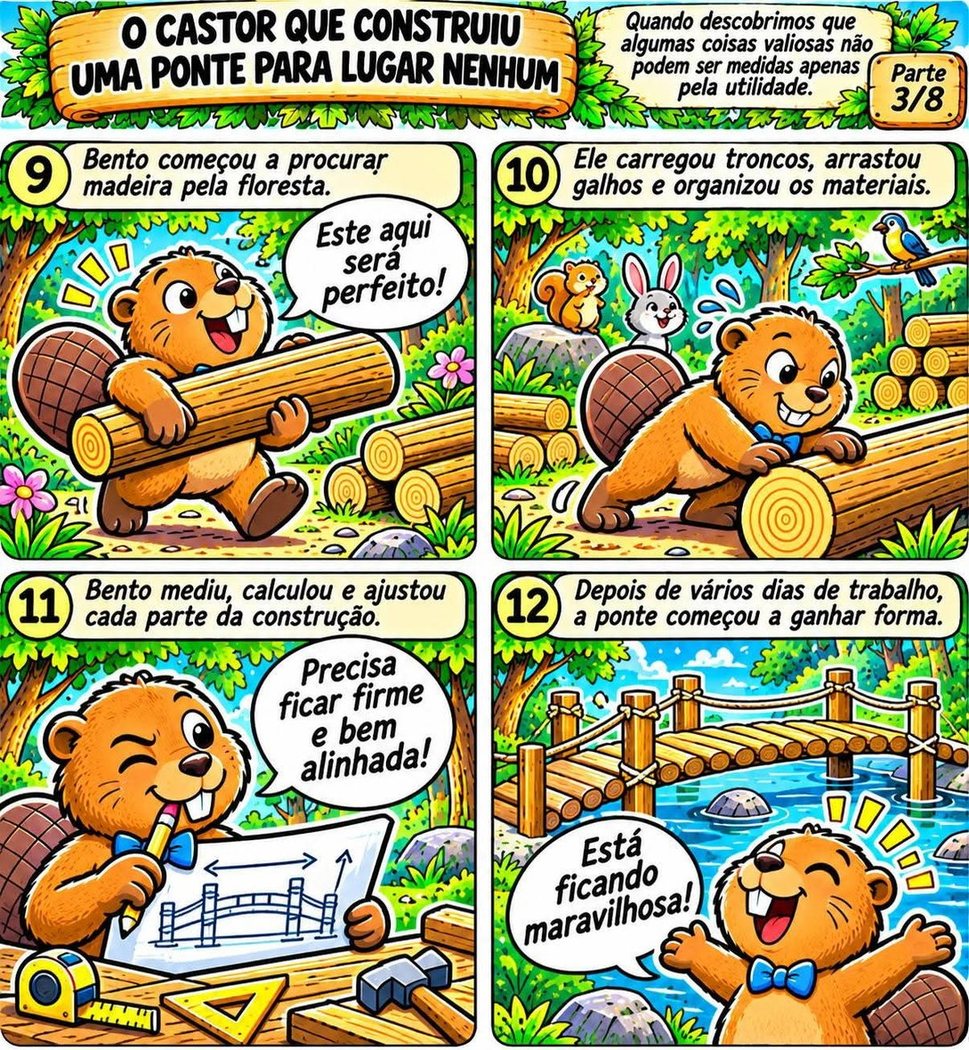 O CASTOR QUE CONSTRUIU
UMA PONTE PARA LUGAR NENHUM
Quando descobrimos que
algumas coisas valiosas não
podem ser medidas apenas
pela utilidade.
Parte
3/8
9
Bento começou a procurar
madeira pela floresta.
Este aqui
será
perfeito!
10
Ele carregou troncos, arrastou
galhos e organizou os materiais.
11
Bento mediu, calculou e ajustou
cada parte da construção.
Precisa
ficar firme
e bem
alinhada!
12
Depois de vários dias de trabalho,
a ponte começou a ganhar forma.
Está
ficando
maravilhosa!